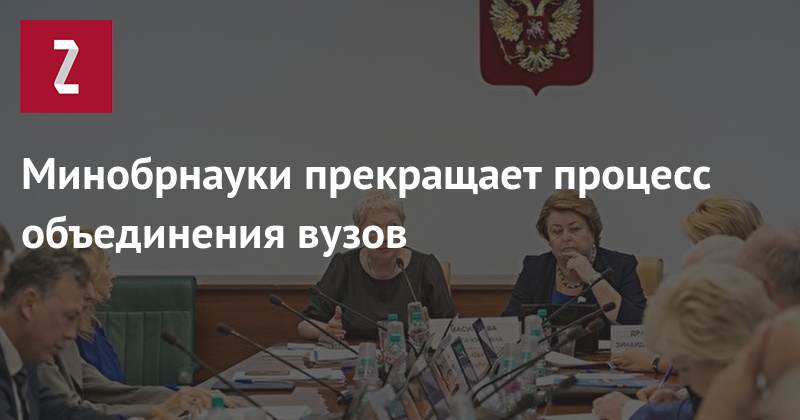 Z
Минобрнауки прекращает процесс
объединения вузов